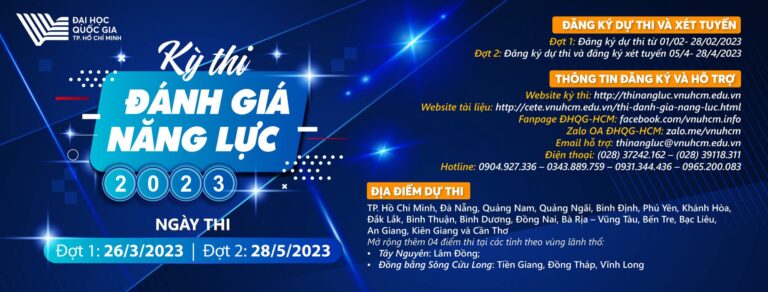 ĐẠI HỌC
QUỐC GIA
TP. HỒ CHÍ MINH
Kỳ thi
ĐÁNH GIÁ
NĂNG LỰC
2023
NGÀY THI
Đợt 1: 26/3/2023 | Đợt 2: 28/5/2023
ĐĂNG KÝ DỰ THI VÀ XÉT TUYỂN
Đợt 1: Đăng ký dự thi từ 01/02- 28/02/2023
Đợt 2: Đăng ký dự thi và đăng ký xét tuyển 05/4- 28/4/2023
THÔNG TIN ĐĂNG KÝ VÀ HỖ TRỢ
Website kỳ thi: http://thinangluc.vnuhcm.edu.vn
Website tài liệu: http://cete.vnuhcm.edu.vn/thi-danh-gia-nang-luc.html
Fanpage ĐHQG-HCM: facebook.com/vnuhcm.info
Zalo OA ĐHQG-HCM: zalo.me/vnuhcm
Email hỗ trợ: thinangluc@vnuhcm.edu.vn
Điện thoại: (028) 37242.162 – (028) 39118.311
Hotline: 0904.927.336 – 0343.889.759 – 0931.344.436 – 0965.200.083
ĐỊA ĐIỂM DỰ THI
TP. Hồ Chí Minh, Đà Nẵng, Quảng Nam, Quảng Ngãi, Bình Định, Phú Yên, Khánh Hòa,
Đắk Lắk, Bình Thuận, Bình Dương, Đồng Nai, Bà Rịa – Vũng Tàu, Bến Tre, Bạc Liêu,
An Giang, Kiên Giang và Cần Thơ
Mở rộng thêm 04 điểm thi tại các tỉnh theo vùng lãnh thổ:
• Tây Nguyên: Lâm Đồng;
• Đồng bằng Sông Cửu Long: Tiền Giang, Đồng Tháp, Vĩnh Long